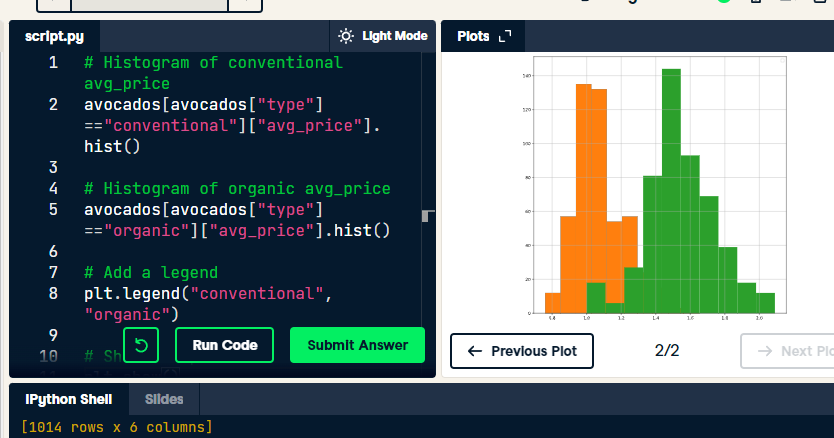 script.py
Light Mode
1 # Histogram of conventional
avg_price
2 avocados[avocados["type"]
=="conventional"]["avg_price"].
hist()
3
4 # Histogram of organic avg_price
5 avocados[avocados["type"]
=="organic"]["avg_price"].hist()
6
7 # Add a legend
8 plt.legend("conventional",
"organic")
9
10 # Sh
Run Code
Submit Answer
Plots
140
120
100
80
60
40
20
0
0.8 1.0 1.2 1.4 1.6 1.8 2.0
Previous Plot
2/2
Next Plo
IPython Shell
Slides
[1014 rows x 6 columns]